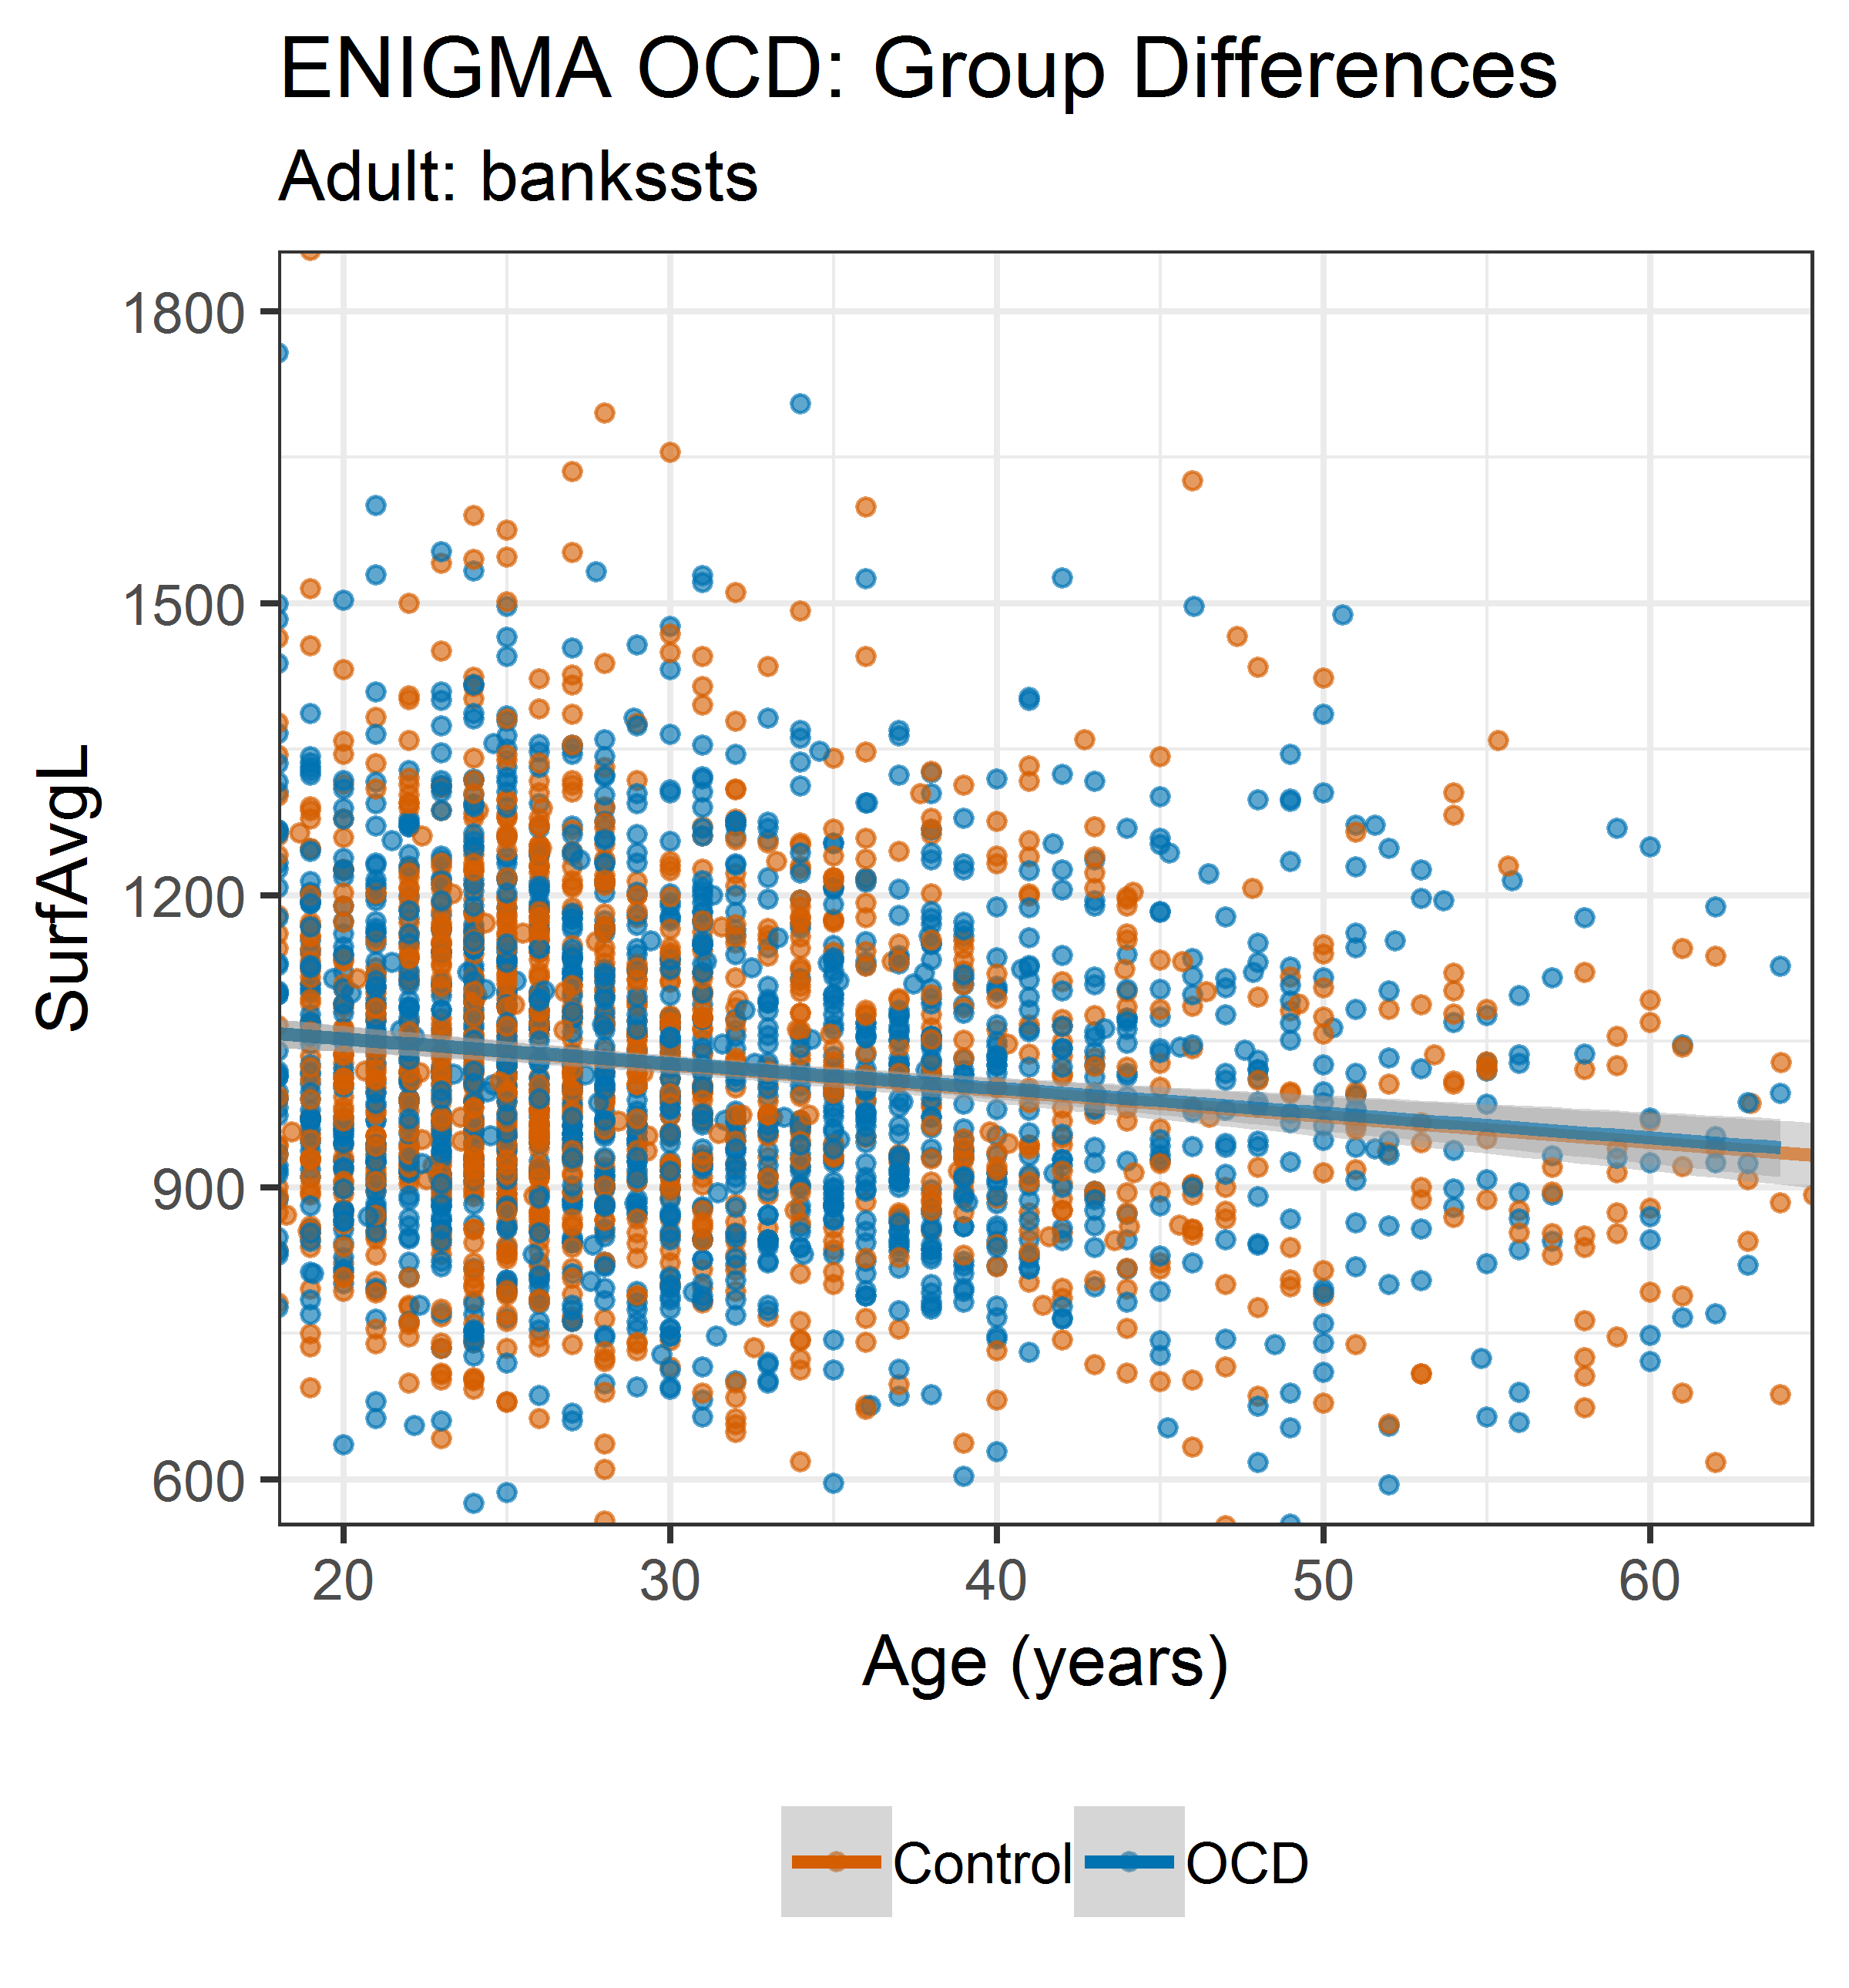 ENIGMA OCD: Group Differences
Adult: bankssts
SurfAvgL
1800
1500
1200
900
600
20 30 40 50 60
Age (years)
Control OCD